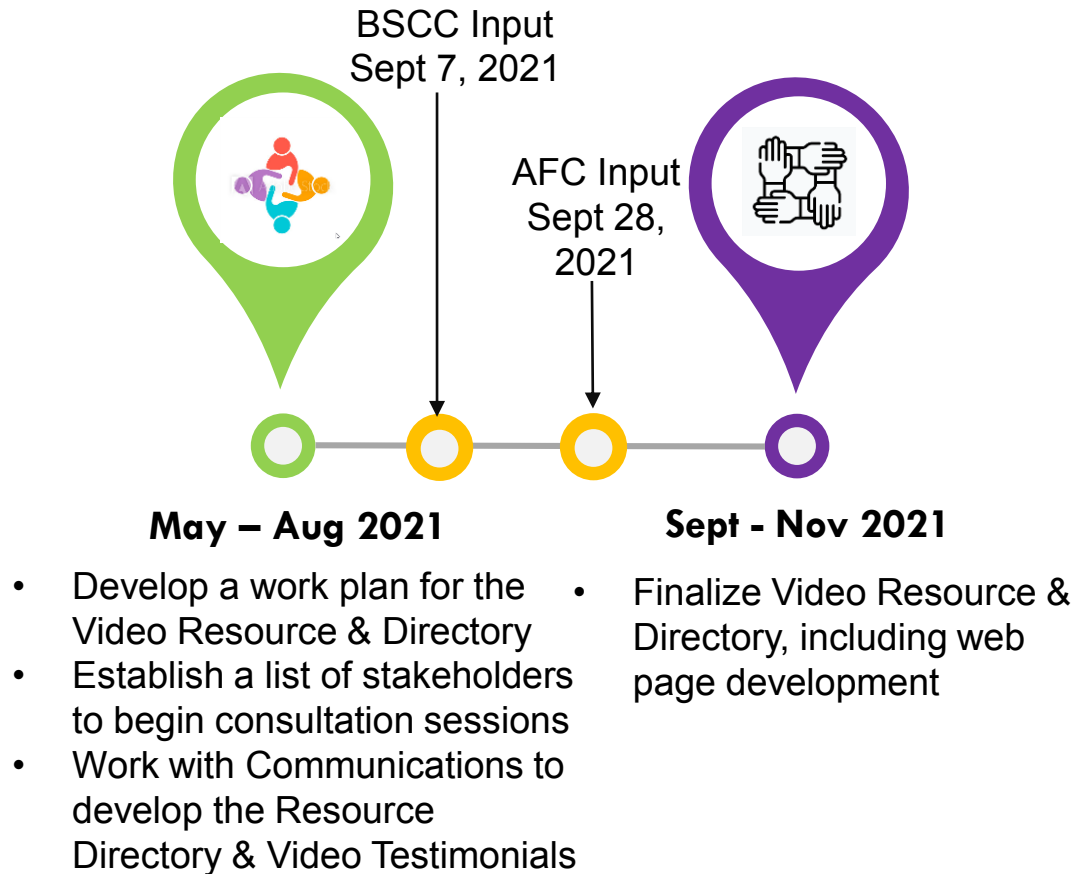 BSCC Input
Sept 7, 2021
AFC Input
Sept 28,
2021
May – Aug 2021
• Develop a work plan for the
Video Resource & Directory
• Establish a list of stakeholders
to begin consultation sessions
• Work with Communications to
develop the Resource
Directory & Video Testimonials
Sept - Nov 2021
• Finalize Video Resource &
Directory, including web
page development